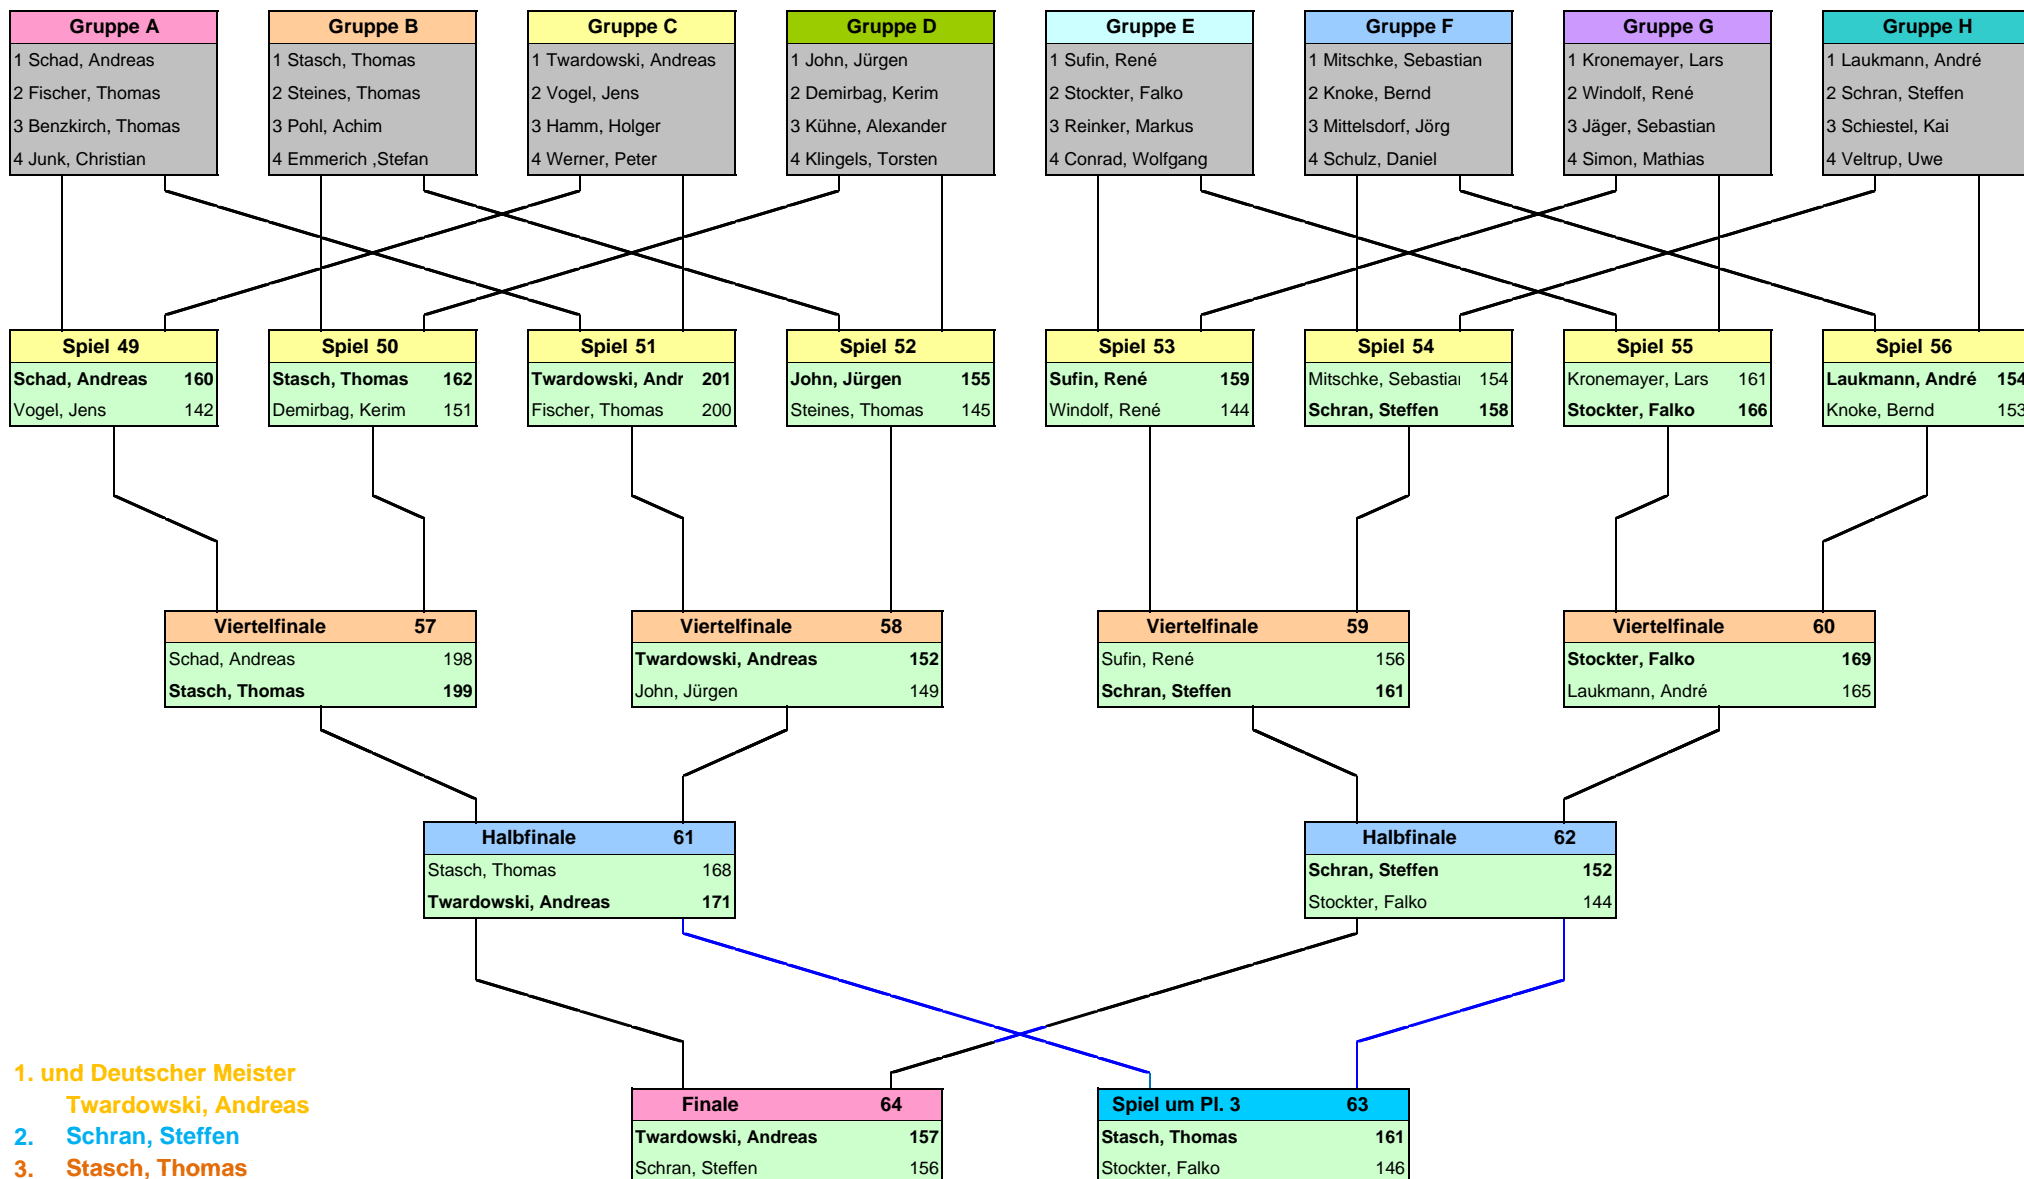 Gruppe A
1 Schad, Andreas
2 Fischer, Thomas
3 Benzkirch, Thomas
4 Junk, Christian
Gruppe B
1 Stasch, Thomas
2 Steines, Thomas
3 Pohl, Achim
4 Emmerich ,Stefan
Gruppe C
1 Twardowski, Andreas
2 Vogel, Jens
3 Hamm, Holger
4 Werner, Peter
Gruppe D
1 John, Jürgen
2 Demirbag, Kerim
3 Kühne, Alexander
4 Klingels, Torsten
Gruppe E
1 Sufin, René
2 Stockter, Falko
3 Reinker, Markus
4 Conrad, Wolfgang
Gruppe F
1 Mitschke, Sebastian
2 Knoke, Bernd
3 Mittelsdorf, Jörg
4 Schulz, Daniel
Gruppe G
1 Kronemayer, Lars
2 Windolf, René
3 Jäger, Sebastian
4 Simon, Mathias
Gruppe H
1 Laukmann, André
2 Schran, Steffen
3 Schiestel, Kai
4 Veltrup, Uwe
Spiel 49
Schad, Andreas 160
Vogel, Jens 142
Spiel 50
Stasch, Thomas 162
Demirbag, Kerim 151
Spiel 51
Twardowski, Andr 201
Fischer, Thomas 200
Spiel 52
John, Jürgen 155
Steines, Thomas 145
Spiel 53
Sufin, René 159
Windolf, René 144
Spiel 54
Mitschke, Sebastia 154
Schran, Steffen 158
Spiel 55
Kronemayer, Lars 161
Stockter, Falko 166
Spiel 56
Laukmann, André 154
Knoke, Bernd 153
Viertelfinale 57
Schad, Andreas 198
Stasch, Thomas 199
Viertelfinale 58
Twardowski, Andreas 152
John, Jürgen 149
Viertelfinale 59
Sufin, René 156
Schran, Steffen 161
Viertelfinale 60
Stockter, Falko 169
Laukmann, André 165
Halbfinale 61
Stasch, Thomas 168
Twardowski, Andreas 171
Halbfinale 62
Schran, Steffen 152
Stockter, Falko 144
1. und Deutscher Meister
Twardowski, Andreas
2. Schran, Steffen
3. Stasch, Thomas
Finale 64
Twardowski, Andreas 157
Schran, Steffen 156
Spiel um Pl. 3 63
Stasch, Thomas 161
Stockter, Falko 146